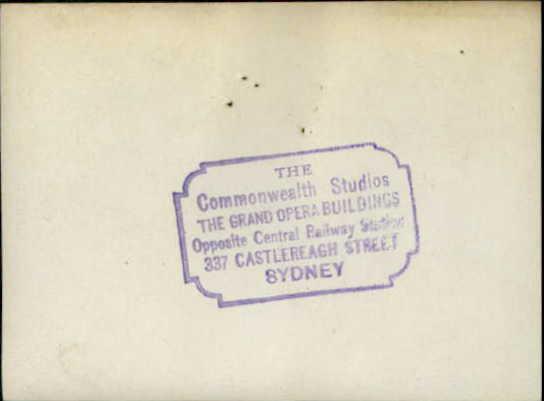 THE
Commonwealth Studios
THE GRAND OPERA BUILDINGS
Opposite Central Railway Station
337 CASTLEREAGH STREET
SYDNEY